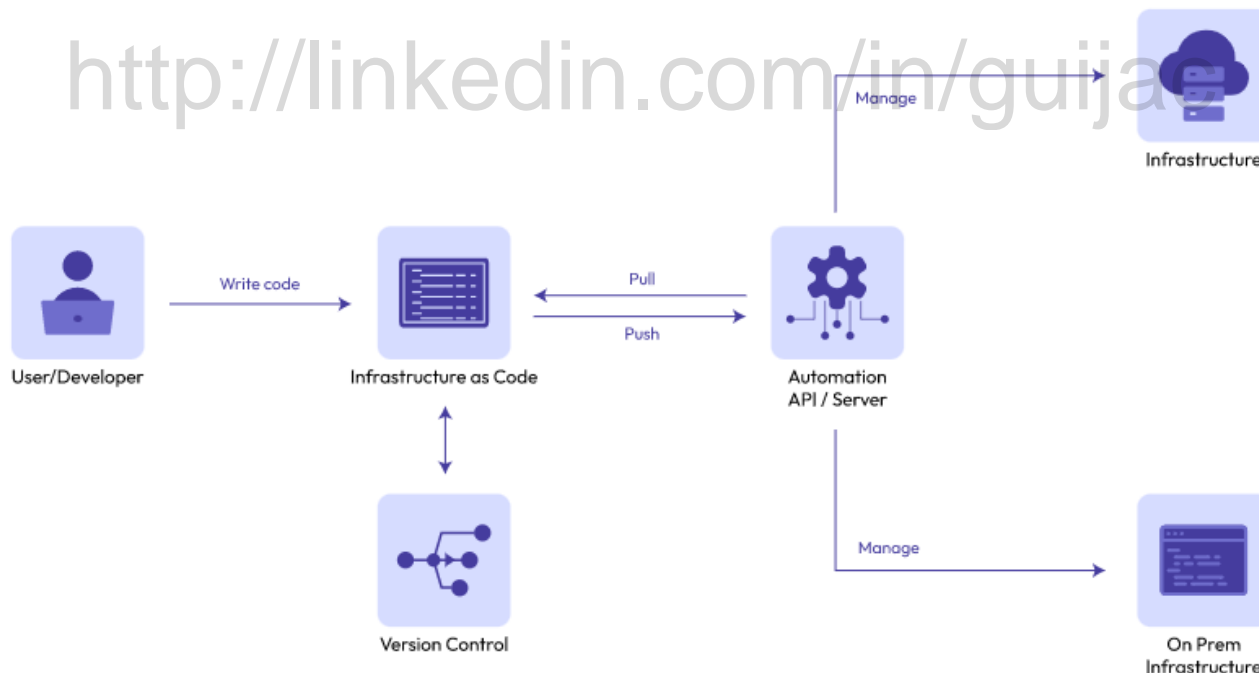 http://linkedin.com/in/guijac
Manage
Infrastructure
Write code
Pull
Push
User/Developer
Infrastructure as Code
Automation
API / Server
Manage
Version Control
On Prem
Infrastructure